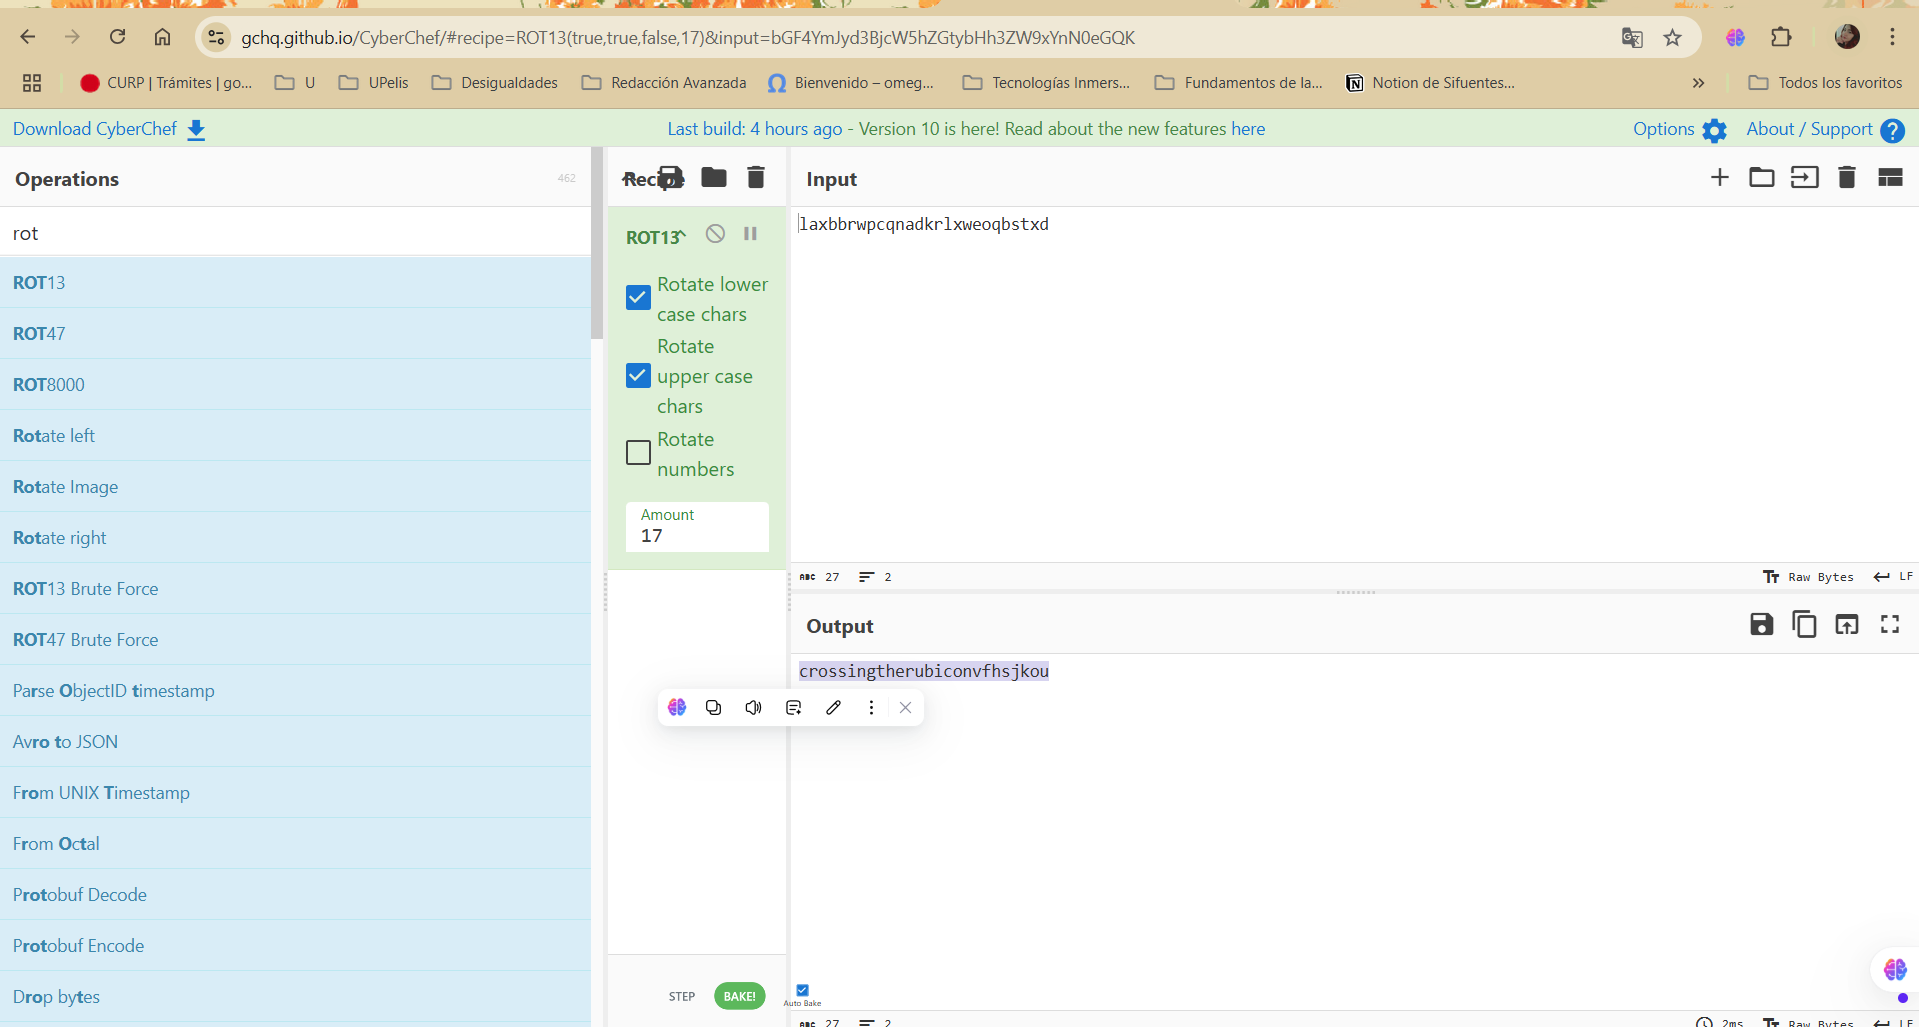 gchq.github.io/CyberChef/#recipe=ROT13(true,true,false,17)&input=bGF4YmJyd3BjcW5hZGtybHh3ZW9xYnN0eGQK
CURP | Trámites | go...
U
UPelis
Desigualdades
Redacción Avanzada
Bienvenido – omeg...
Tecnologías Inmers...
Fundamentos de la...
Notion de Sifuentes...
»
Todos los favoritos
Download CyberChef
Last build: 4 hours ago - Version 10 is here! Read about the new features here
Options
About / Support
Operations
462
rot
ROT13
ROT47
ROT8000
Rotate left
Rotate Image
Rotate right
ROT13 Brute Force
ROT47 Brute Force
Parse ObjectID timestamp
Avro to JSON
From UNIX Timestamp
From Octal
Protobuf Decode
Protobuf Encode
Drop bytes
Recipe
ROT13
Rotate lower
case chars
Rotate
upper case
chars
Rotate
numbers
Amount
17
STEP
BAKE!
Auto Bake
Input
laxbbrwpcqnadkrlxweoqbstxd
ABC 27
2
Raw Bytes
LF
Output
crossingtherubiconvfhsjkou
ABC 27
2
2ms
Raw Bytes
LF